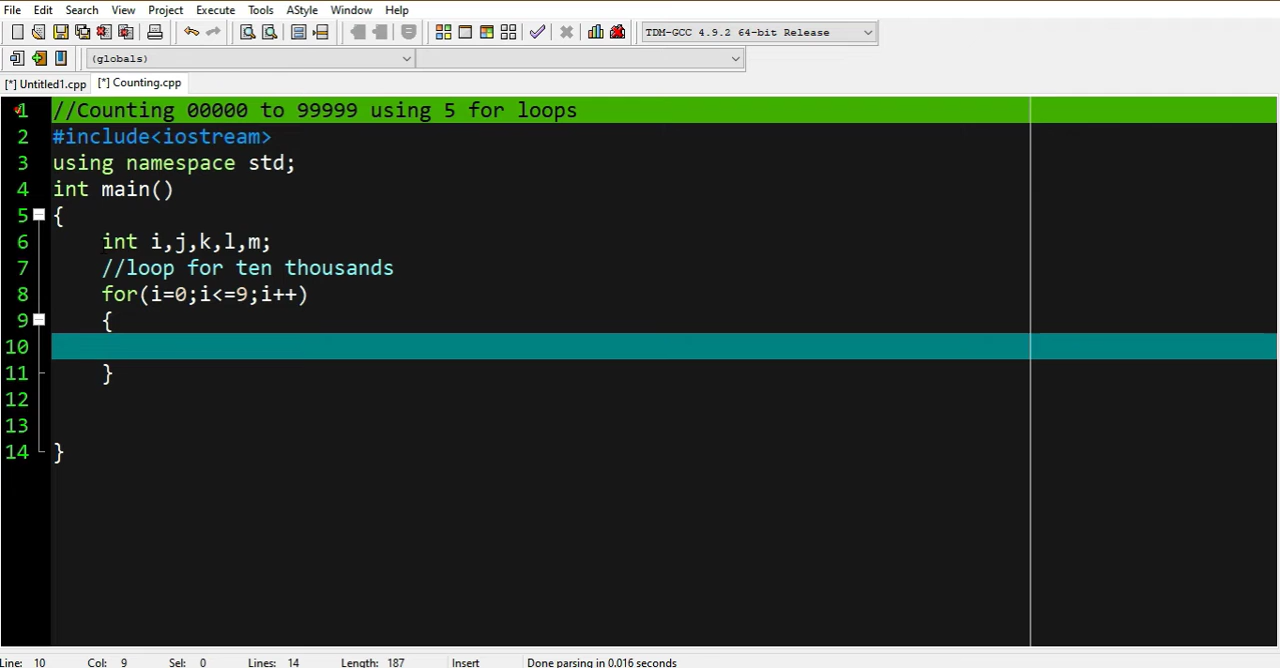 File Edit Search View Project Execute Tools AStyle Window Help
TDM-GCC 4.9.2 64-bit Release
(globals)
[*] Untitled1.cpp [*] Counting.cpp
1 //Counting 00000 to 99999 using 5 for loops
2 #include<iostream>
3 using namespace std;
4 int main()
5 {
6 int i,j,k,l,m;
7 //loop for ten thousands
8 for(i=0;i<=9;i++)
9 {
10
11 }
12
13
14 }
Line: 10 Col: 9 Sel: 0 Lines: 14 Length: 187 Insert Done parsing in 0.016 seconds